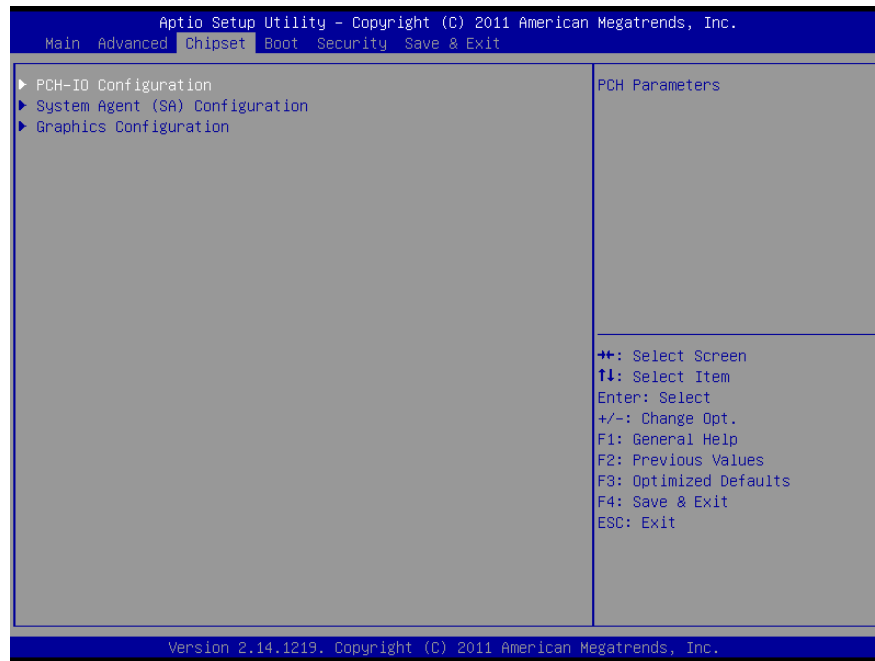 Aptio Setup Utility – Copyright (C) 2011 American Megatrends, Inc.
Main Advanced Chipset Boot Security Save & Exit
▶ PCH-IO Configuration
▶ System Agent (SA) Configuration
▶ Graphics Configuration
PCH Parameters
→←: Select Screen
↑↓: Select Item
Enter: Select
+/-: Change Opt.
F1: General Help
F2: Previous Values
F3: Optimized Defaults
F4: Save & Exit
ESC: Exit
Version 2.14.1219. Copyright (C) 2011 American Megatrends, Inc.